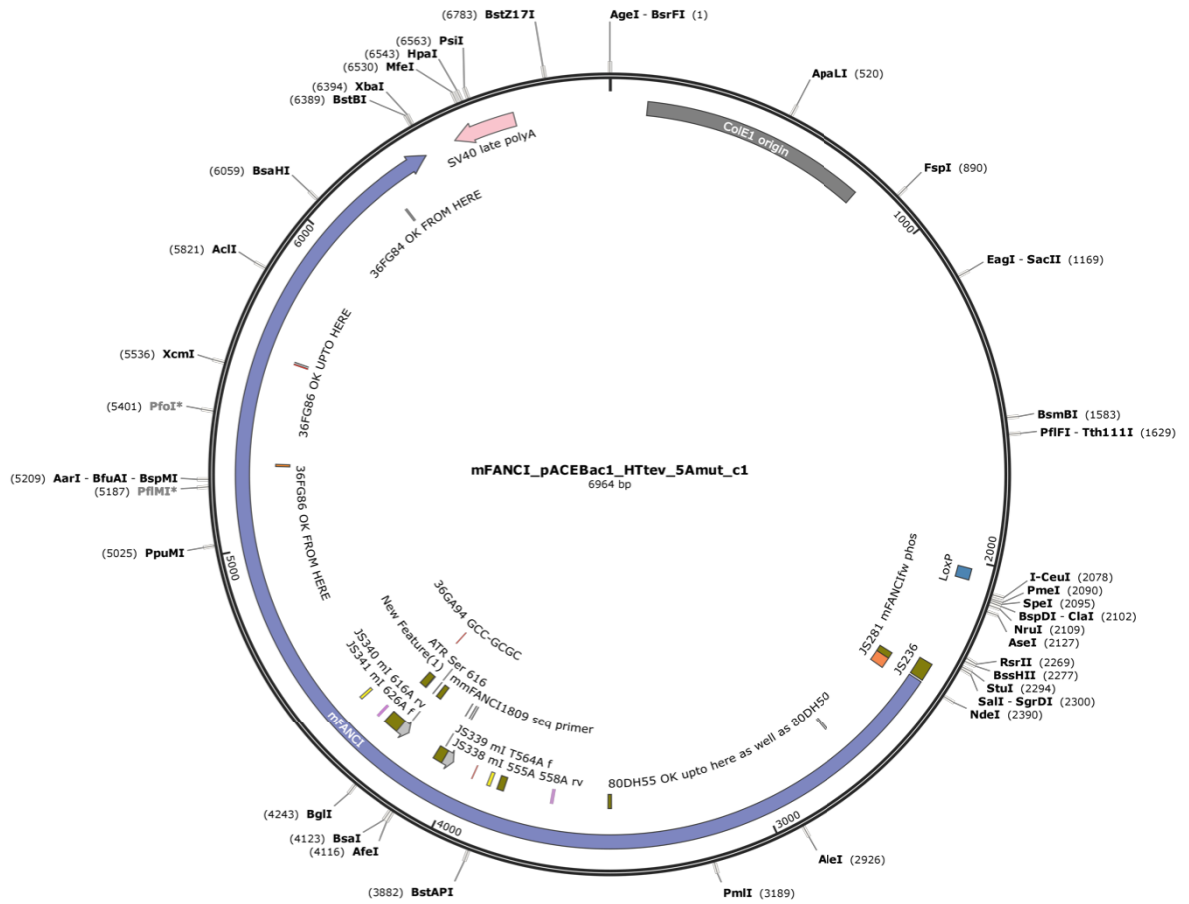 AgeI - BsrFI (1)
ApaLI (520)
FspI (890)
EagI - SacII (1169)
BsmBI (1583)
PflFI - Tth111I (1629)
I-CeuI (2078)
PmeI (2090)
SpeI (2095)
BspDI - ClaI (2102)
NruI (2109)
AseI (2127)
RsrII (2269)
BssHII (2277)
StuI (2294)
SalI - SgrDI (2300)
NdeI (2390)
AleI (2926)
PmlI (3189)
(3882) BstAPI
(4116) AfeI
(4123) BsaI
(4243) BglI
(5025) PpuMI
(5187) PflMI*
(5209) AarI - BfuAI - BspMI
(5401) PfoI*
(5536) XcmI
(5821) AclI
(6059) BsaHI
(6389) BstBI
(6394) XbaI
(6530) MfeI
(6543) HpaI
(6563) PsiI
(6783) BstZ17I
1000
2000
3000
4000
5000
6000
ColE1 origin
LoxP
JS281 mFANCIfw phos
JS236
80DH55 OK upto here as well as 80DH50
JS338 mI 555A 558A rv
JS339 mI T564A f
mmFANCI1809 seq primer
ATR Ser 616
New Feature(1)
JS340 mI 616A rv
JS341 mI 626A f
36GA94 GCC-GCGC
mFANCI
36FG86 OK FROM HERE
36FG86 OK UPTO HERE
36FG84 OK FROM HERE
SV40 late polyA
mFANCI_pACEBac1_HTtev_5Amut_c1
6964 bp